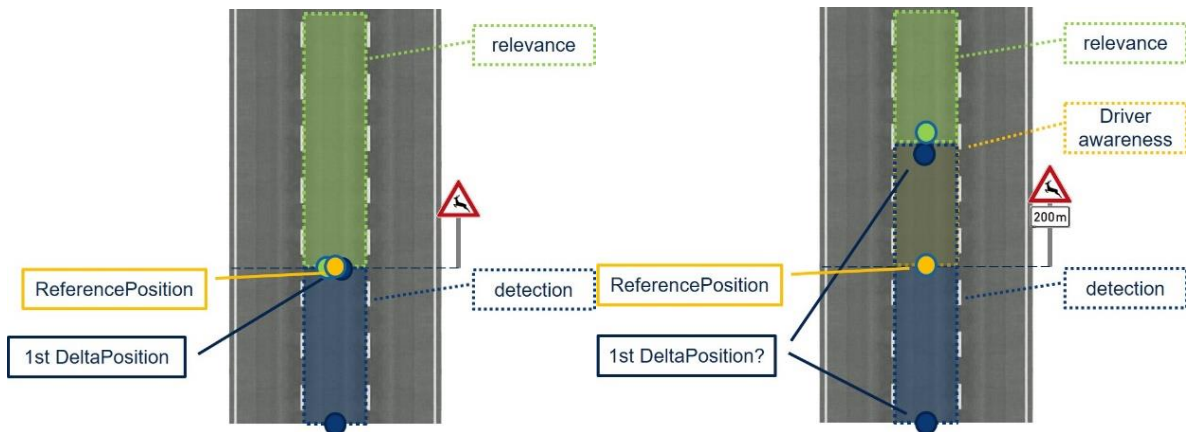 relevance
ReferencePosition
detection
1st DeltaPosition
relevance
Driver
awareness
200m
ReferencePosition
detection
1st DeltaPosition?